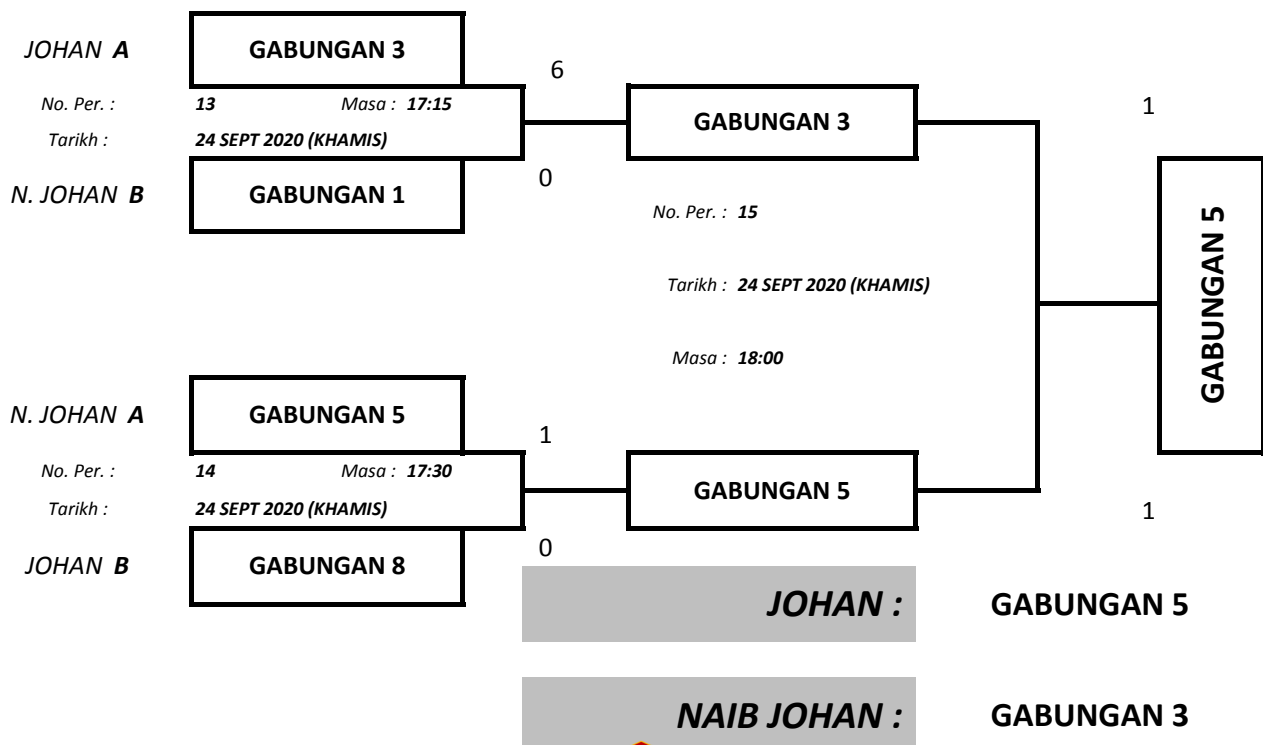 JOHAN A
GABUNGAN 3
6
No. Per. : 13 Masa : 17:15
Tarikh : 24 SEPT 2020 (KHAMIS)
GABUNGAN 3
1
N. JOHAN B
GABUNGAN 1
0
No. Per. : 15
Tarikh : 24 SEPT 2020 (KHAMIS)
Masa : 18:00
GABUNGAN 5
N. JOHAN A
GABUNGAN 5
1
No. Per. : 14 Masa : 17:30
Tarikh : 24 SEPT 2020 (KHAMIS)
GABUNGAN 5
1
JOHAN B
GABUNGAN 8
0
JOHAN : GABUNGAN 5
NAIB JOHAN : GABUNGAN 3